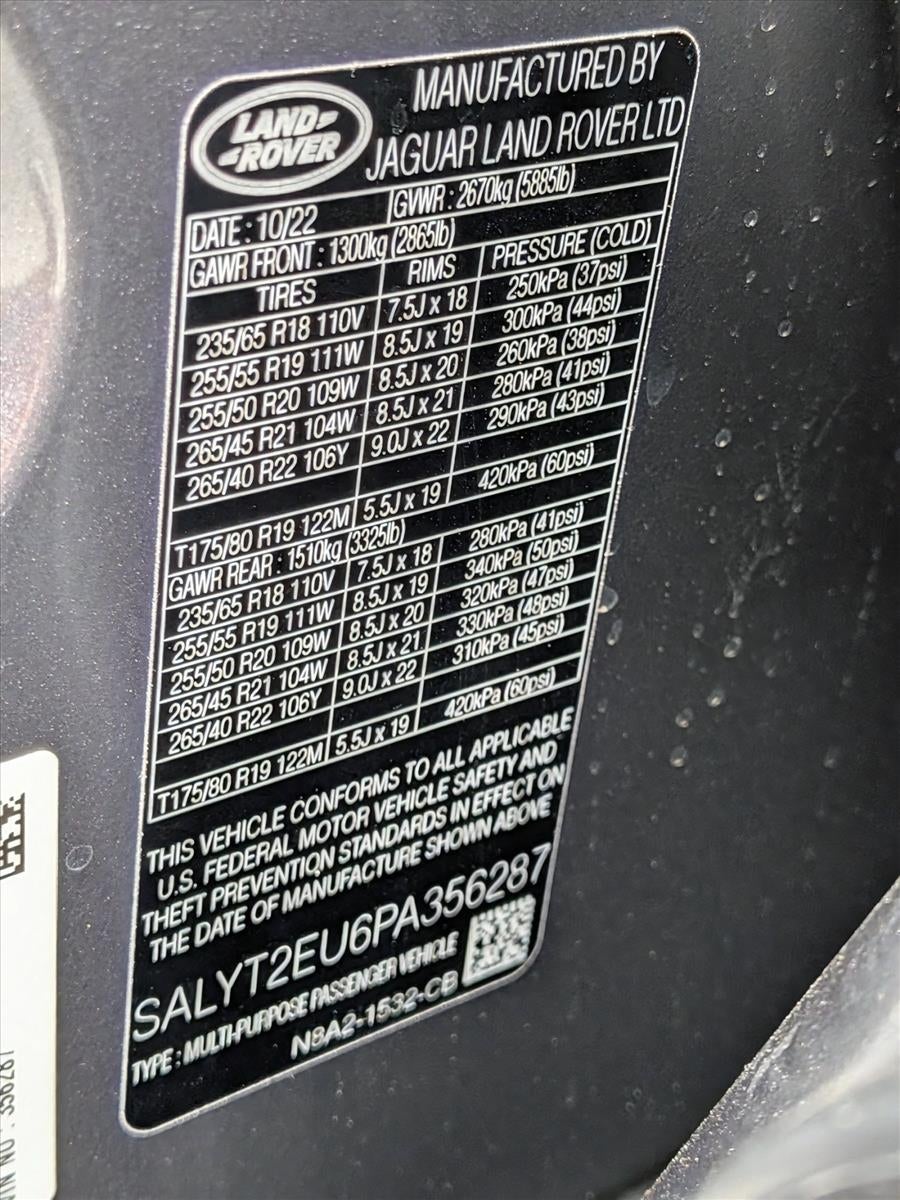 LAND
ROVER
MANUFACTURED BY
JAGUAR LAND ROVER LTD
DATE : 10/22 GVWR : 2670kg (5885lb)
GAWR FRONT : 1300kg (2865lb)
TIRES RIMS PRESSURE (COLD)
235/65 R18 110V 7.5J x 18 250kPa (37psi)
255/55 R19 111W 8.5J x 19 300kPa (44psi)
255/50 R20 109W 8.5J x 20 260kPa (38psi)
265/45 R21 104W 8.5J x 21 280kPa (41psi)
265/40 R22 106Y 9.0J x 22 290kPa (43psi)
T175/80 R19 122M 5.5J x 19 420kPa (60psi)
GAWR REAR : 1510kg (3325lb)
235/65 R18 110V 7.5J x 18 280kPa (41psi)
255/55 R19 111W 8.5J x 19 340kPa (50psi)
255/50 R20 109W 8.5J x 20 320kPa (47psi)
265/45 R21 104W 8.5J x 21 330kPa (48psi)
265/40 R22 106Y 9.0J x 22 310kPa (45psi)
T175/80 R19 122M 5.5J x 19 420kPa (60psi)
THIS VEHICLE CONFORMS TO ALL APPLICABLE
U.S. FEDERAL MOTOR VEHICLE SAFETY AND
THEFT PREVENTION STANDARDS IN EFFECT ON
THE DATE OF MANUFACTURE SHOWN ABOVE
SALYT2EU6PA356287
TYPE : MULTI-PURPOSE PASSENGER VEHICLE
N8A2-1532-CB
VIN NO : 356287